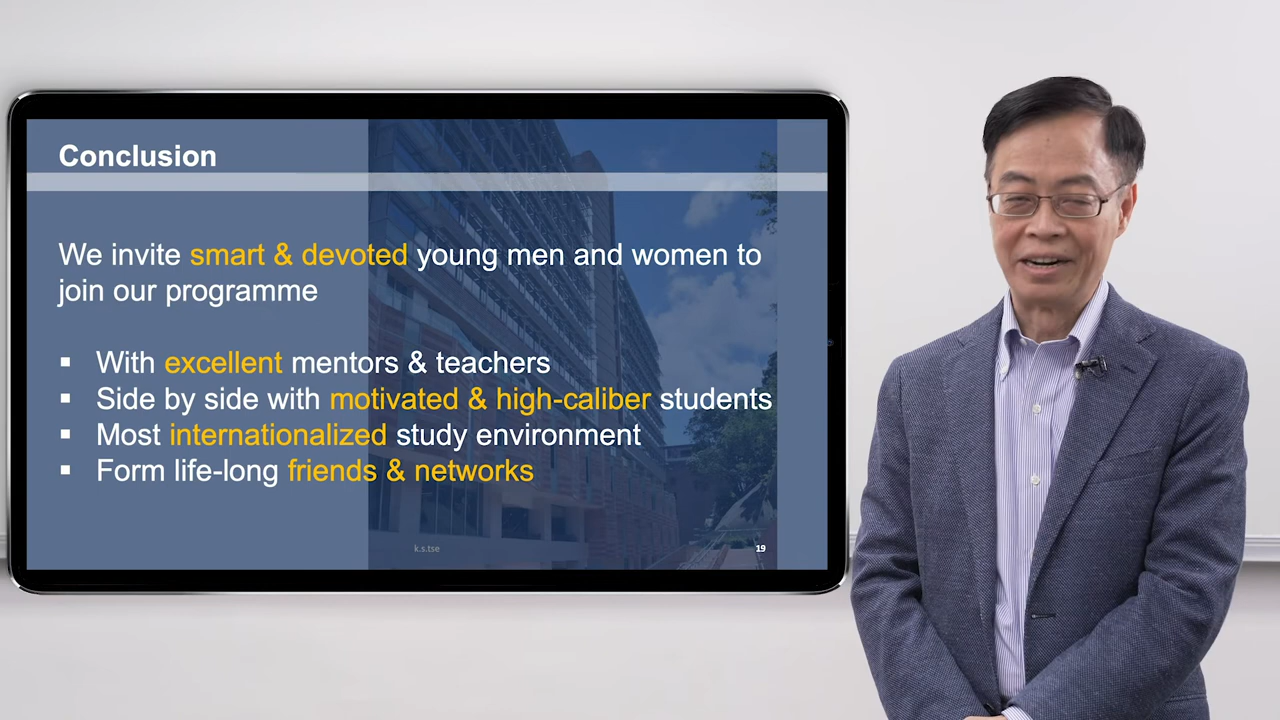 Conclusion
We invite smart & devoted young men and women to
join our programme
▪ With excellent mentors & teachers
▪ Side by side with motivated & high-caliber students
▪ Most internationalized study environment
▪ Form life-long friends & networks
k.s.tse
19